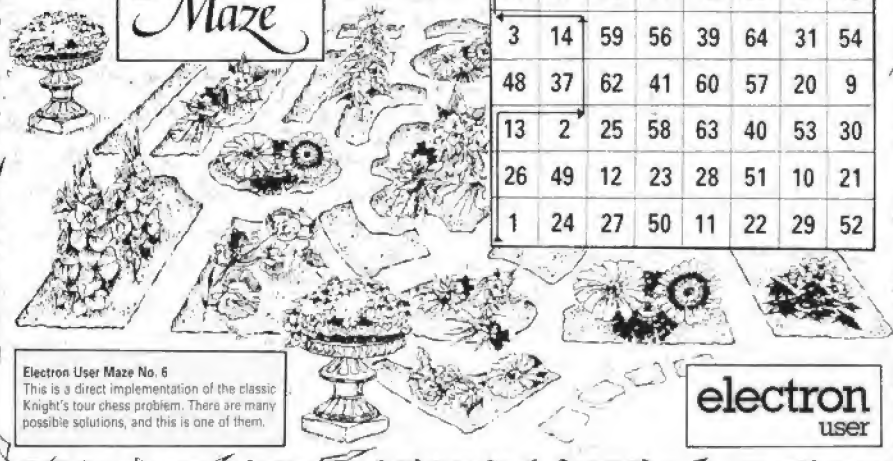 Maze
3 14 59 56 39 64 31 54
48 37 62 41 60 57 20 9
13 2 25 58 63 40 53 30
26 49 12 23 28 51 10 21
1 24 27 50 11 22 29 52
Electron User Maze No. 6
This is a direct implementation of the classic
Knight's tour chess problem. There are many
possible solutions, and this is one of them.
electron
user